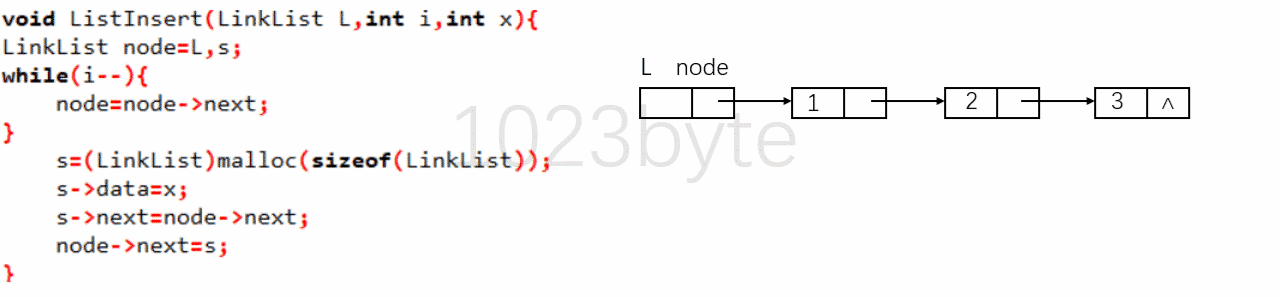 void ListInsert(LinkList L,int i,int x){
LinkList node=L,s;
while(i--){
node=node->next;
}
s=(LinkList)malloc(sizeof(LinkList));
s->data=x;
s->next=node->next;
node->next=s;
}
L node
1 2 3 ^
1023byte